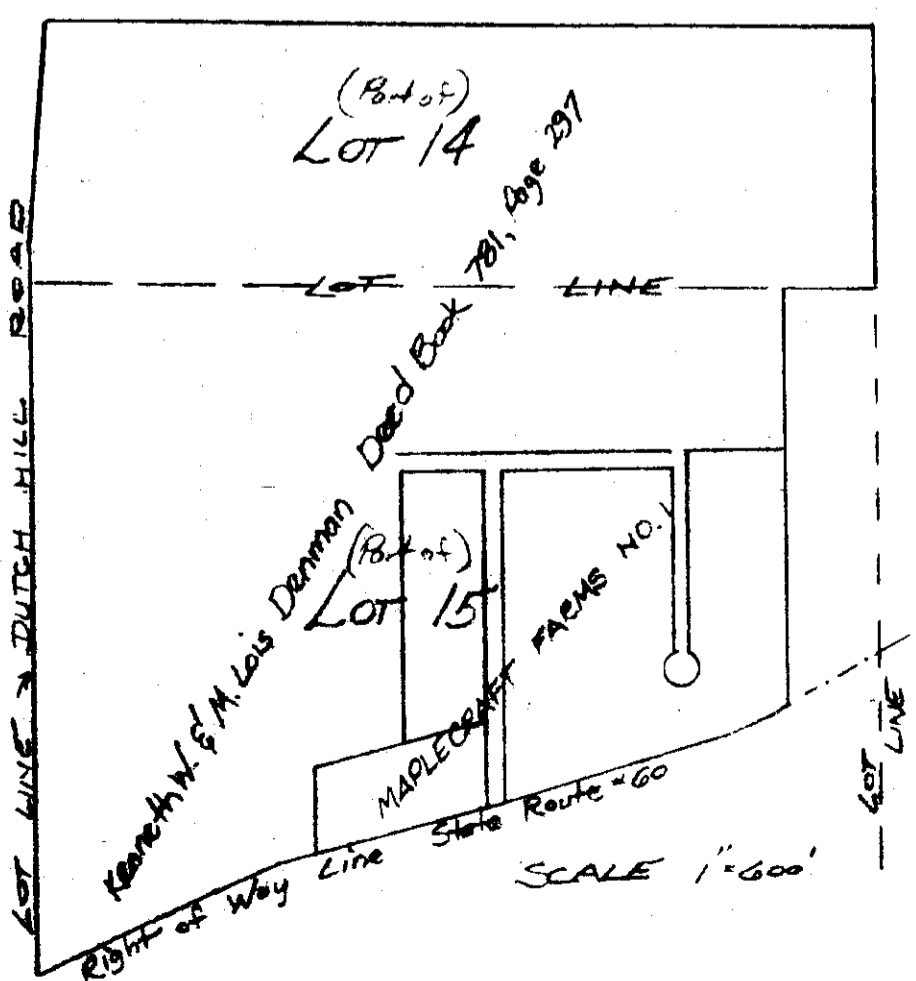 (Part of)
LOT 14
LOT LINE
Kenneth W. & M. Lois Denman Deed Book 781, Page 297
LOT LINE → DUTCH HILL ROAD
(Part of)
LOT 15
MAPLECRAFT FARMS NO. 1
LOT LINE
Right of Way Line State Route #60
SCALE 1"=600'